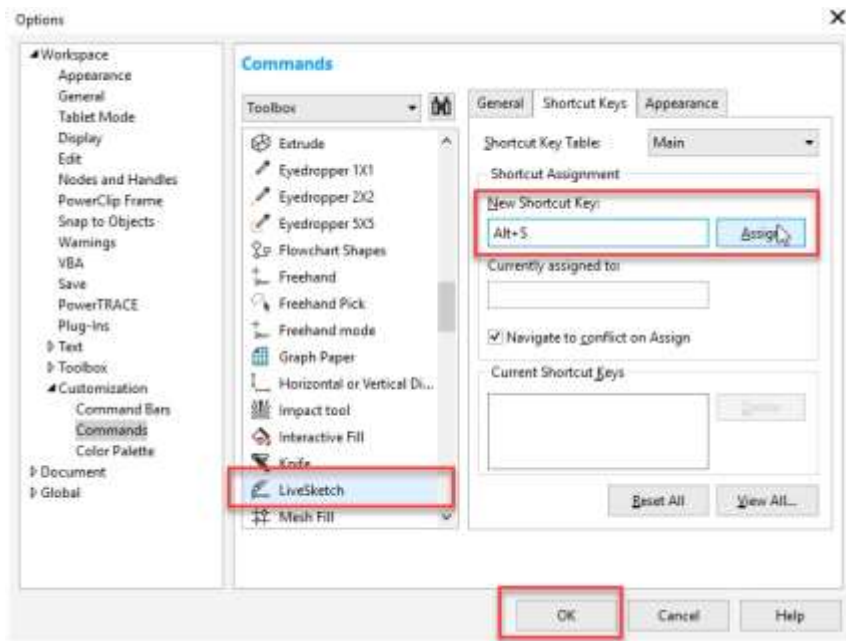 Options
Workspace
Appearance
General
Tablet Mode
Display
Edit
Nodes and Handles
PowerClip Frame
Snap to Objects
Warnings
VBA
Save
PowerTRACE
Plug-Ins
Text
Toolbox
Customization
Command Bars
Commands
Color Palette
Document
Global
Commands
Toolbox
Extrude
Eyedropper 1X1
Eyedropper 2X2
Eyedropper 5X5
Flowchart Shapes
Freehand
Freehand Pick
Freehand mode
Graph Paper
Horizontal or Vertical Di...
Impact tool
Interactive Fill
Knife
LiveSketch
Mesh Fill
General Shortcut Keys Appearance
Shortcut Key Table: Main
Shortcut Assignment
New Shortcut Key:
Alt+S Assign
Currently assigned to:
Navigate to conflict on Assign
Current Shortcut Keys
Delete
Reset All View All...
OK Cancel Help